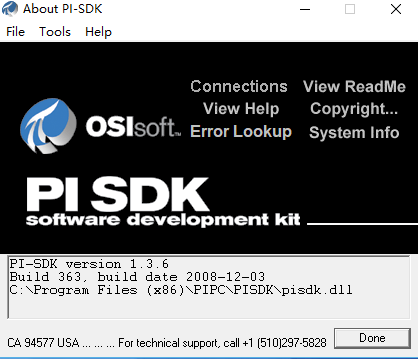 About PI-SDK
File Tools Help
Connections View ReadMe
View Help Copyright...
Error Lookup System Info
OSIsoft™
PI SDK
software development kit
PI-SDK version 1.3.6
Build 363, build date 2008-12-03
C:\Program Files (x86)\PIPC\PISDK\pisdk.dll
CA 94577 USA ... ... ... For technical support, call +1 (510)297-5828
Done